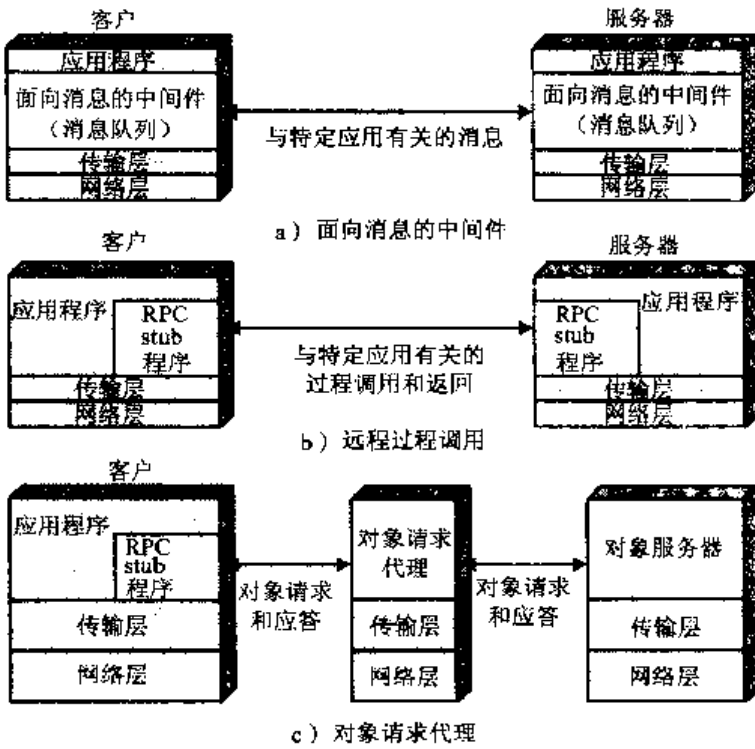 客户
服务器
应用程序
应用程序
面向消息的中间件
(消息队列)
面向消息的中间件
(消息队列)
与特定应用有关的消息
传输层
传输层
网络层
网络层
a) 面向消息的中间件
客户
服务器
应用程序
RPC
stub
程序
RPC
stub
程序
应用程序
与特定应用有关的
过程调用和返回
传输层
传输层
网络层
网络层
b) 远程过程调用
客户
应用程序
RPC
stub
程序
对象请求
代理
对象服务器
对象请求
和应答
对象请求
和应答
传输层
传输层
传输层
网络层
网络层
网络层
c) 对象请求代理